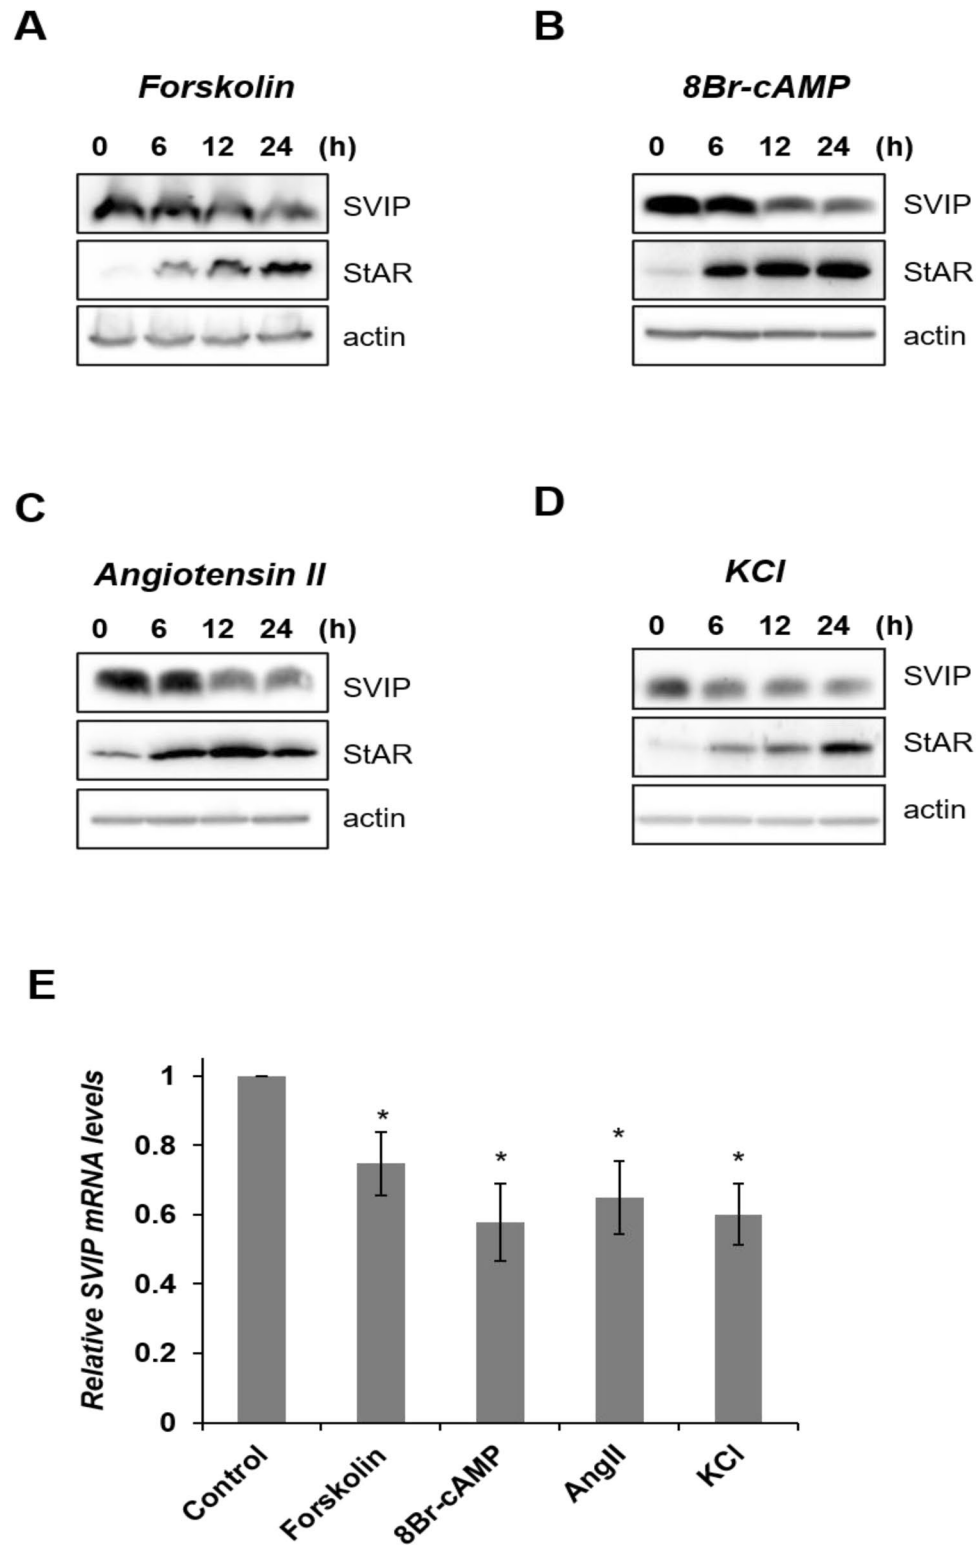 A
Forskolin
0 6 12 24 (h)
SVIP
StAR
actin
B
8Br-cAMP
0 6 12 24 (h)
SVIP
StAR
actin
C
Angiotensin II
0 6 12 24 (h)
SVIP
StAR
actin
D
KCl
0 6 12 24 (h)
SVIP
StAR
actin
E
Relative SVIP mRNA levels
1
0.8
0.6
0.4
0.2
0
* * * *
Control Forskolin 8Br-cAMP AngII KCl